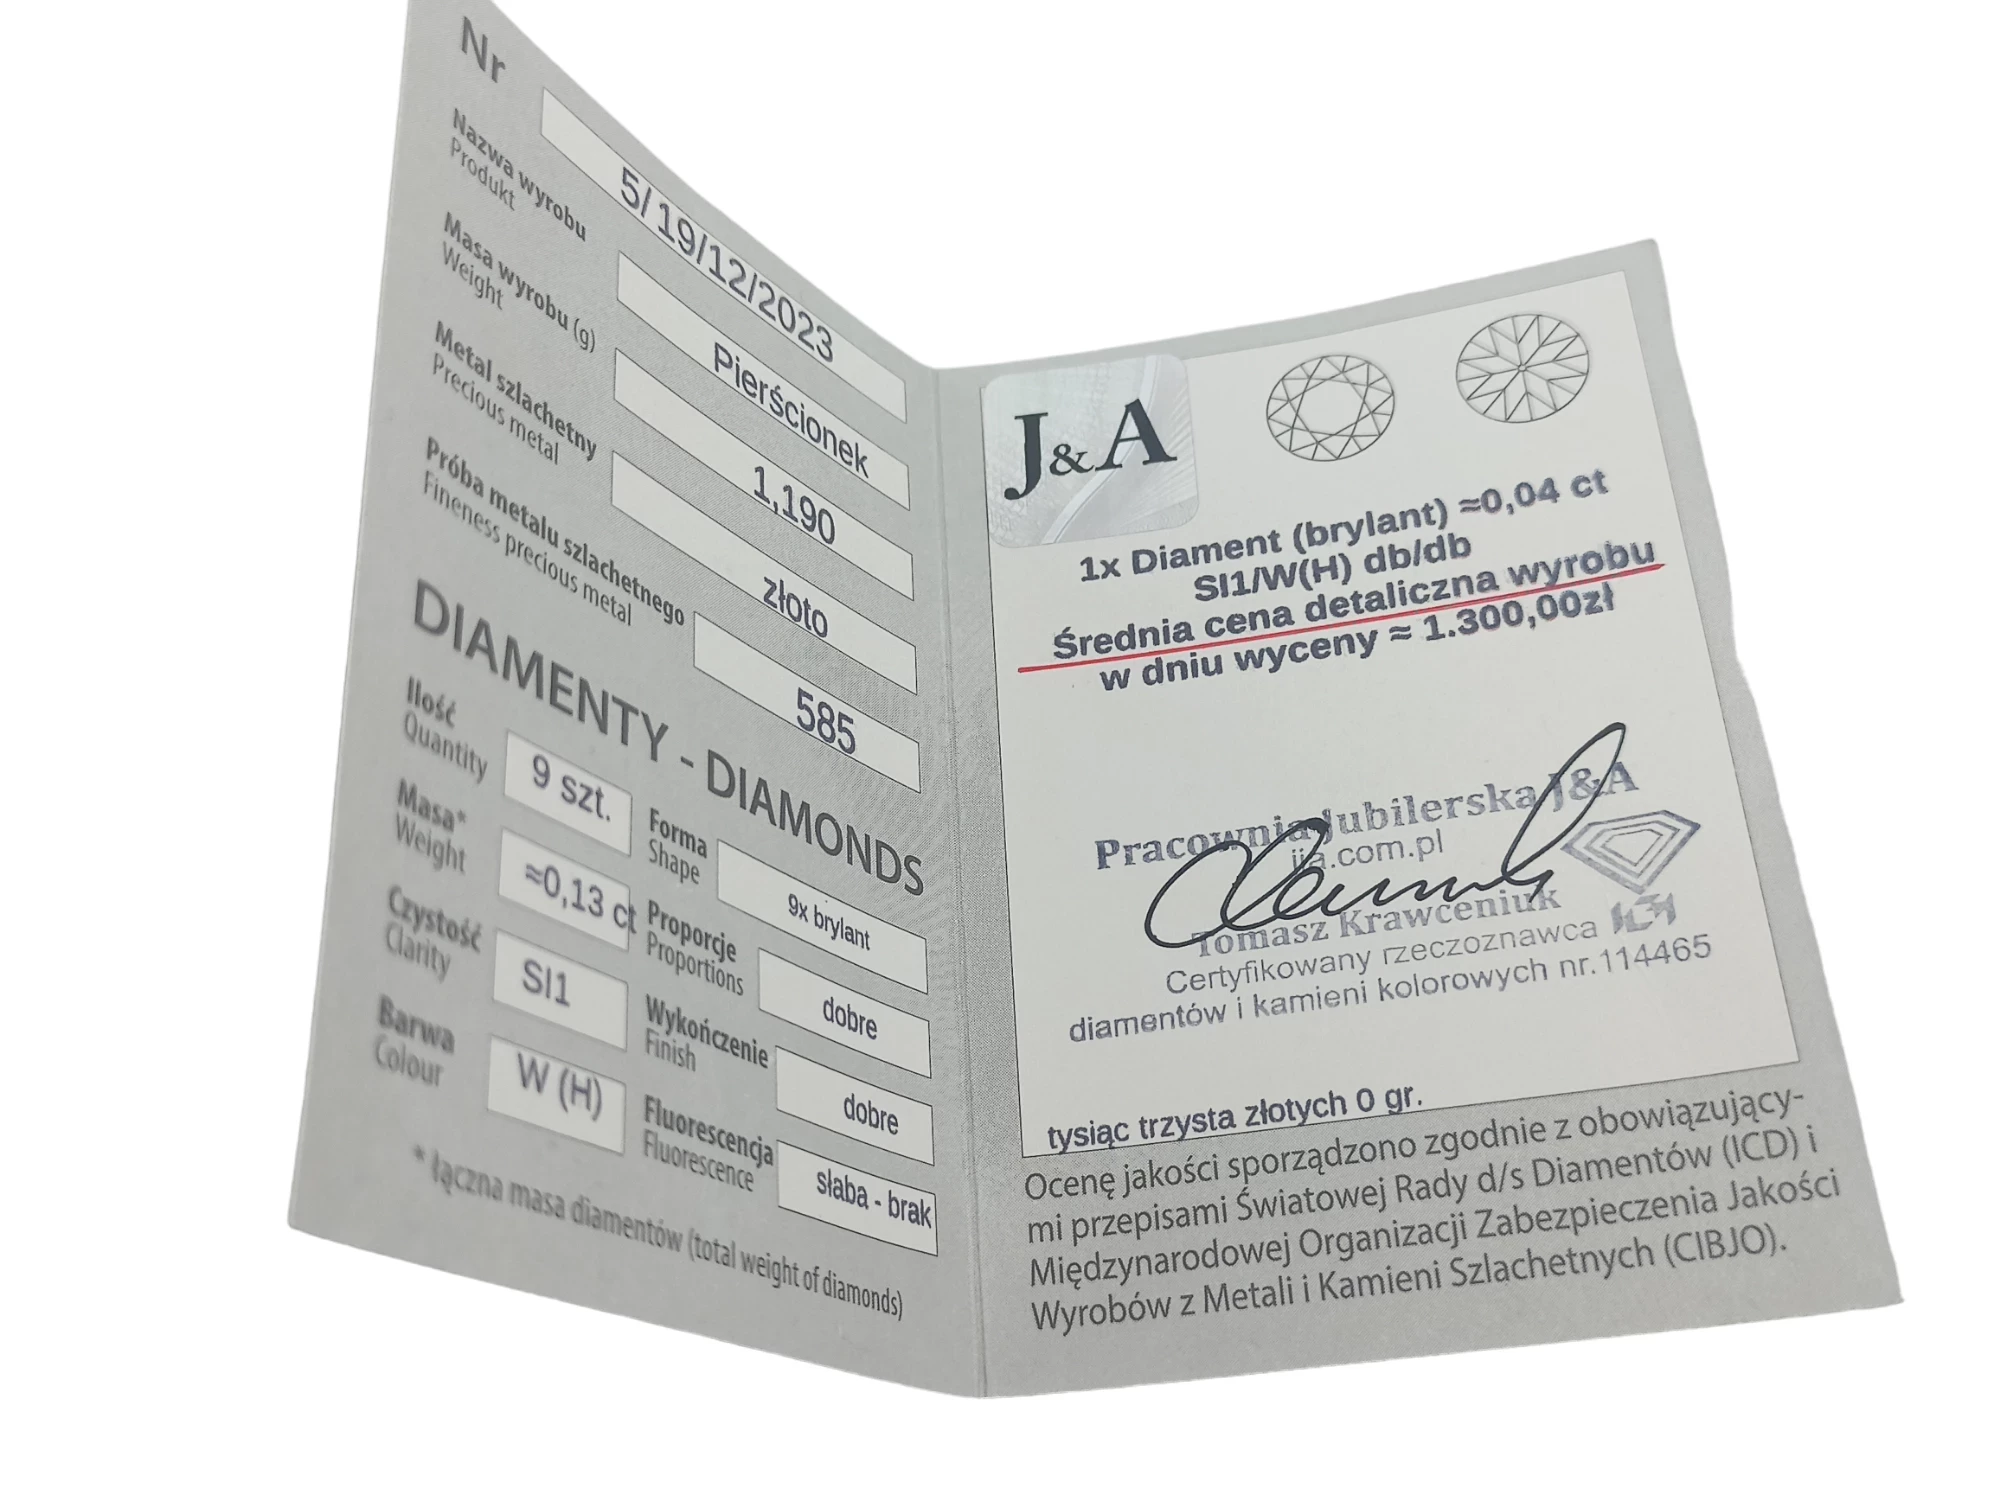 Nr
5/ 19/12/2023
Nazwa wyrobu
Produkt
Pierścionek
Masa wyrobu (g)
Weight
1,190
Metal szlachetny
Precious metal
złoto
Próba metalu szlachetnego
Fineness precious metal
585
DIAMENTY - DIAMONDS
Ilość
Quantity
9 szt.
Masa*
Weight
≈0,13 ct
Czystość
Clarity
SI1
Barwa
Colour
W (H)
Forma
Shape
9x brylant
Proporcje
Proportions
dobre
Wykończenie
Finish
dobre
Fluorescencja
Fluorescence
słaba - brak
* łączna masa diamentów (total weight of diamonds)
J&A
1x Diament (brylant) ≈0,04 ct
SI1/W(H) db/db
Średnia cena detaliczna wyrobu
w dniu wyceny ≈ 1.300,00zł
Pracownia Jubilerska J&A
jja.com.pl
Tomasz Krawceniuk
Certyfikowany rzeczoznawca
diamentów i kamieni kolorowych nr.114465
tysiąc trzysta złotych 0 gr.
Ocenę jakości sporządzono zgodnie z obowiązujący-
mi przepisami Światowej Rady d/s Diamentów (ICD) i
Międzynarodowej Organizacji Zabezpieczenia Jakości
Wyrobów z Metali i Kamieni Szlachetnych (CIBJO).